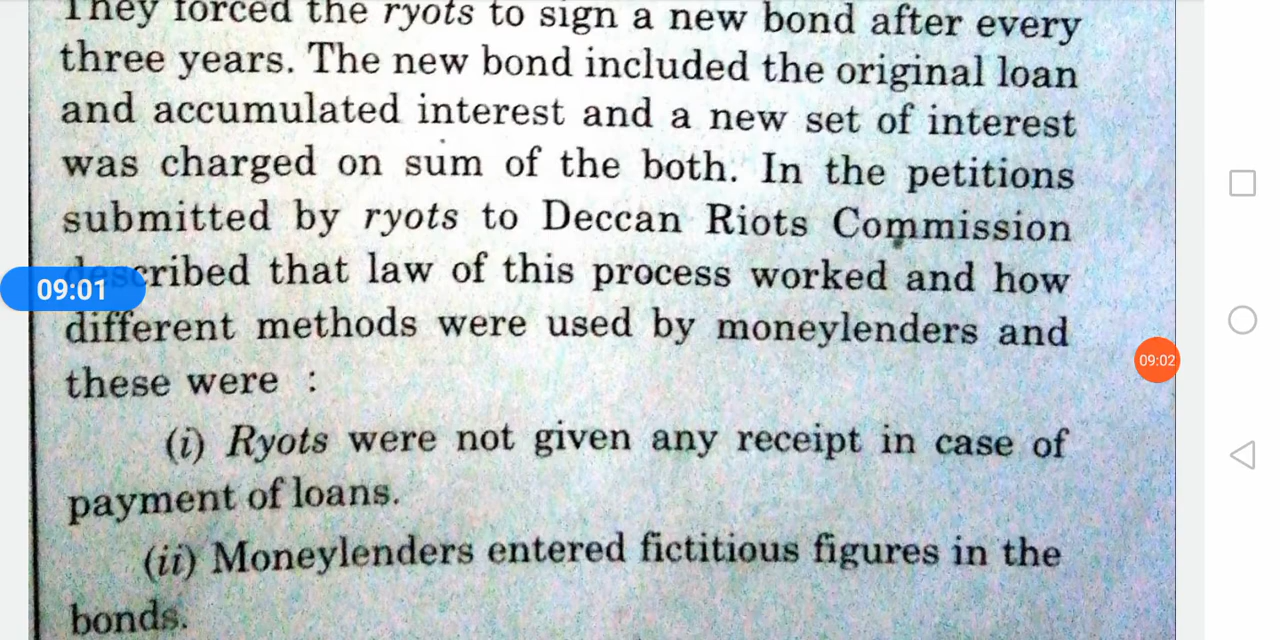 They forced the ryots to sign a new bond after every
three years. The new bond included the original loan
and accumulated interest and a new set of interest
was charged on sum of the both. In the petitions
submitted by ryots to Deccan Riots Commission
described that law of this process worked and how
09:01
different methods were used by moneylenders and
09:02
these were :
(i) Ryots were not given any receipt in case of
payment of loans.
(ii) Moneylenders entered fictitious figures in the
bonds.